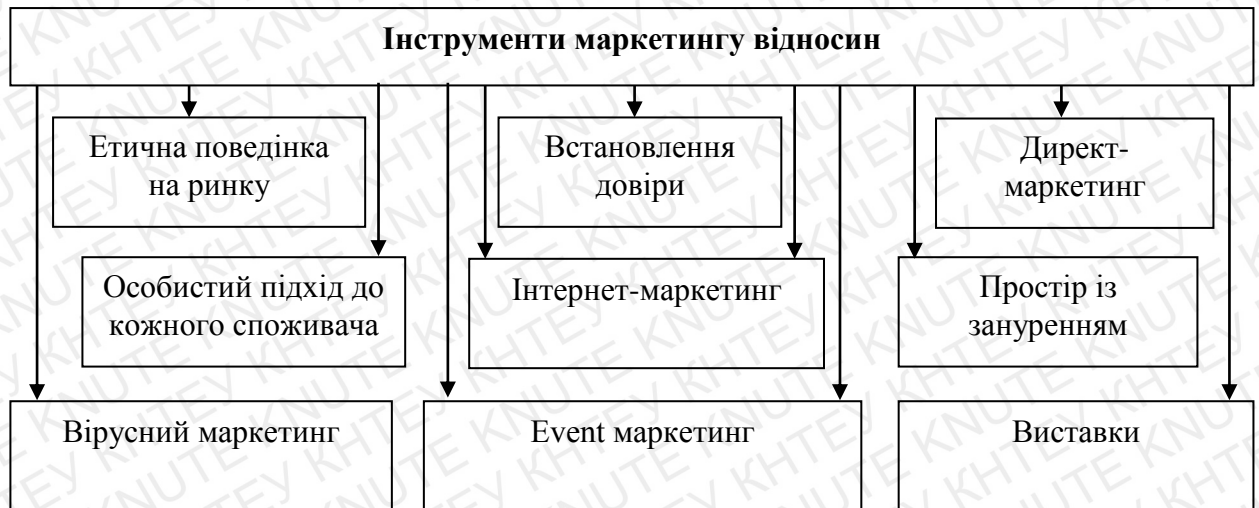 Інструменти маркетингу відносин
Етична поведінка
на ринку
Встановлення
довіри
Директ-
маркетинг
Особистий підхід до
кожного споживача
Інтернет-маркетинг
Простір із
зануренням
Вірусний маркетинг
Event маркетинг
Виставки